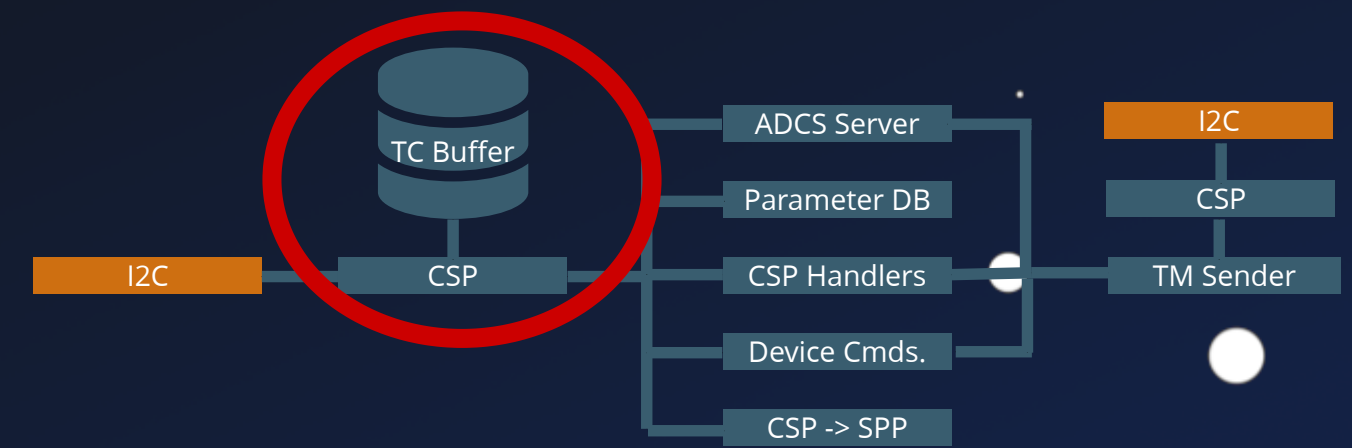 TC Buffer
I2C
CSP
ADCS Server
Parameter DB
CSP Handlers
Device Cmds.
CSP -> SPP
I2C
CSP
TM Sender